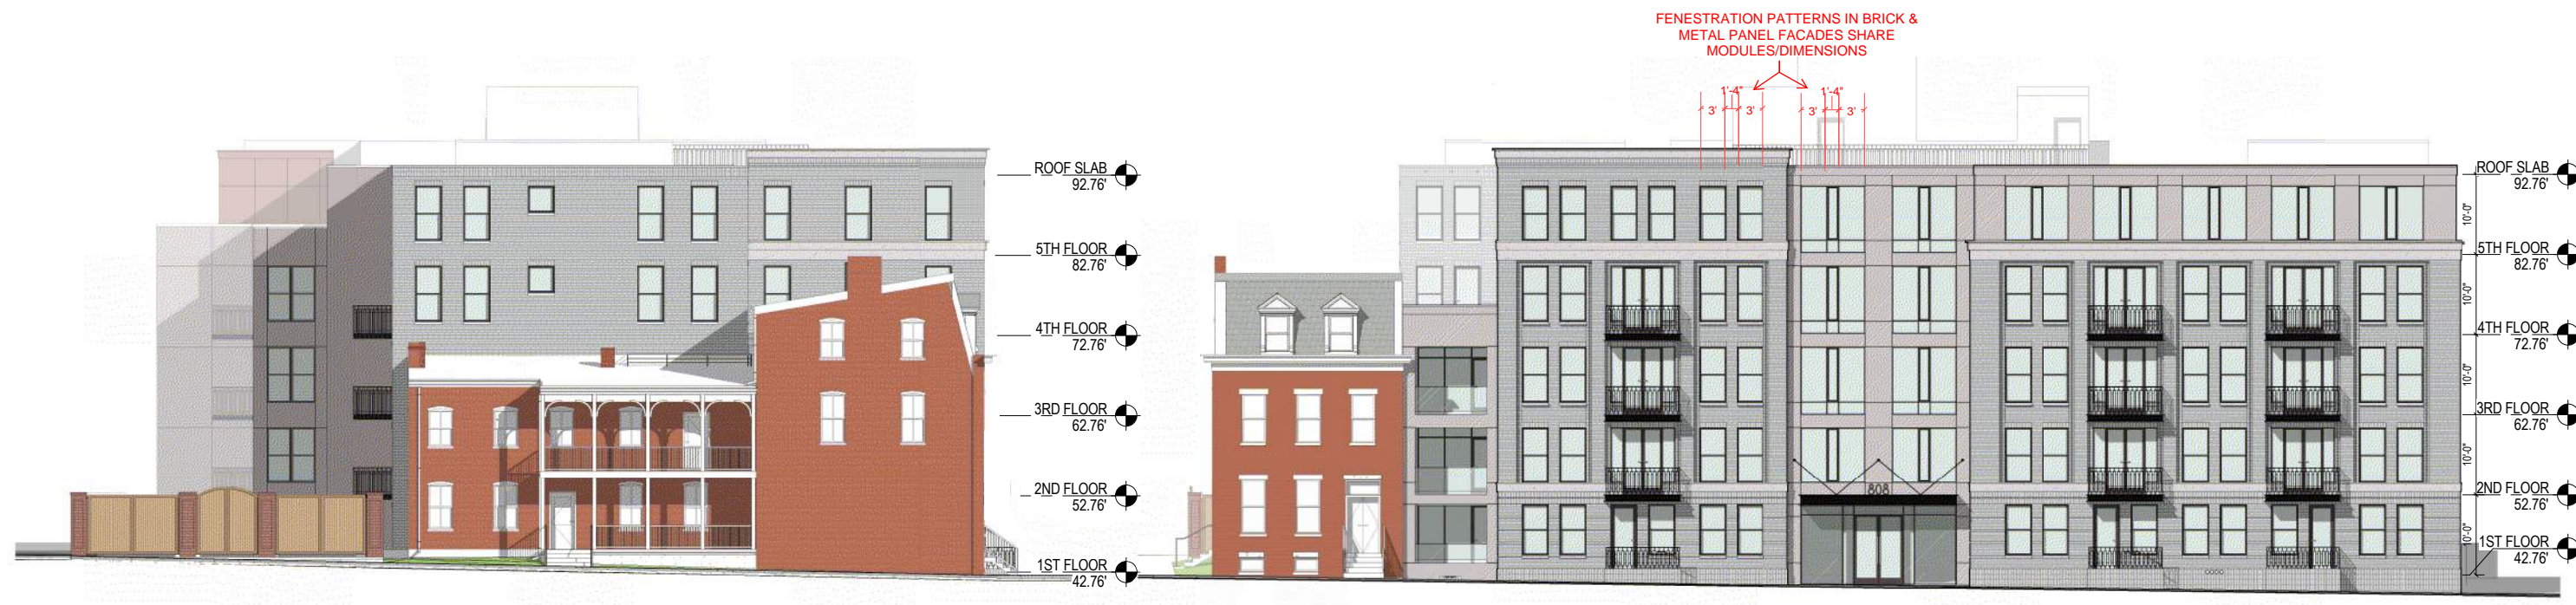 FENESTRATION PATTERNS IN BRICK &
METAL PANEL FACADES SHARE
MODULES/DIMENSIONS
1'-4"
1'-4"
3'
3'
3'
3'
ROOF SLAB
92.76'
5TH FLOOR
82.76'
4TH FLOOR
72.76'
3RD FLOOR
62.76'
2ND FLOOR
52.76'
1ST FLOOR
42.76'
808
ROOF SLAB
92.76'
10'-0"
5TH FLOOR
82.76'
10'-0"
4TH FLOOR
72.76'
10'-0"
3RD FLOOR
62.76'
10'-0"
2ND FLOOR
52.76'
10'-0"
1ST FLOOR
42.76'